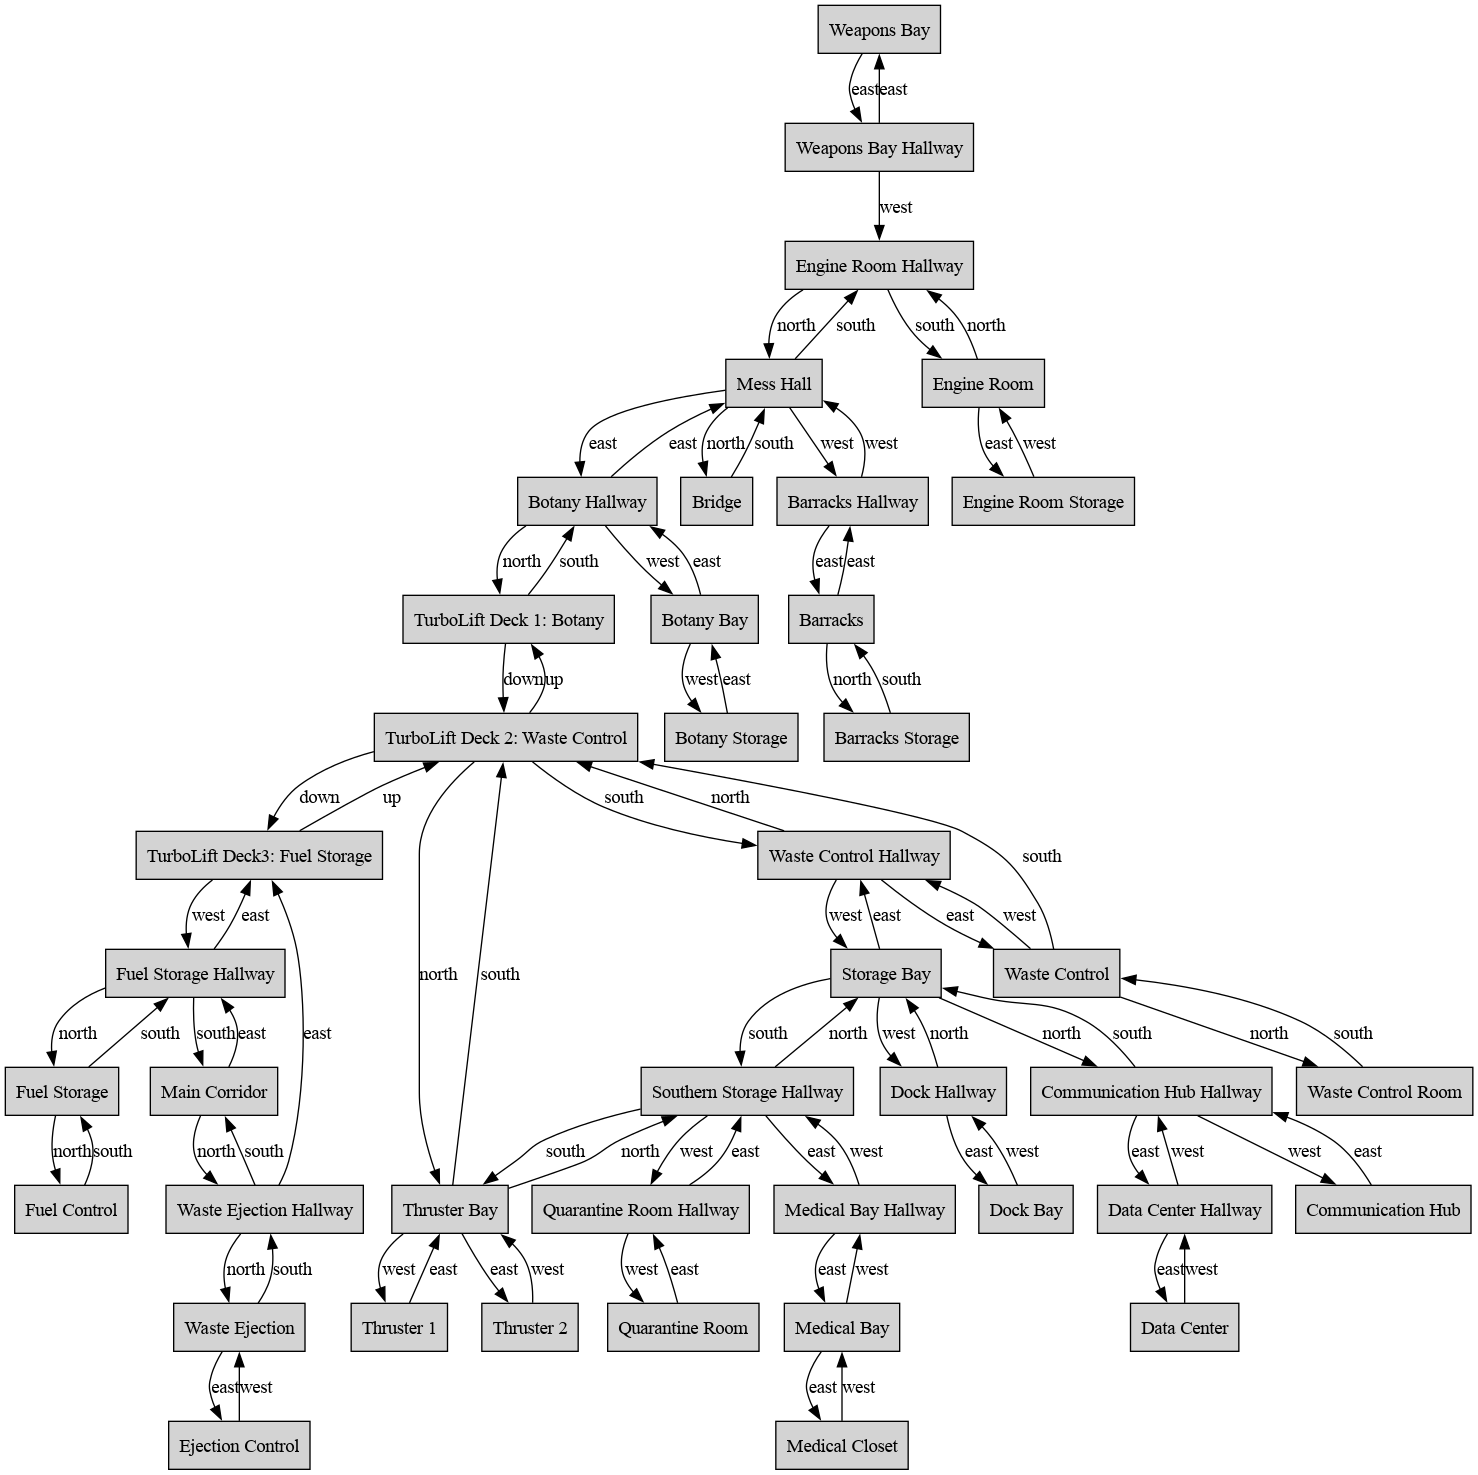 Weapons Bay
east east
Weapons Bay Hallway
west
Engine Room Hallway
north south south north
Mess Hall Engine Room
east east north south west west east west
Botany Hallway Bridge Barracks Hallway Engine Room Storage
north south west east east east
TurboLift Deck 1: Botany Botany Bay Barracks
down up west east north south
TurboLift Deck 2: Waste Control Botany Storage Barracks Storage
down up south north
TurboLift Deck3: Fuel Storage Waste Control Hallway
south
west east west east east west
Fuel Storage Hallway Storage Bay Waste Control
north south
north south south east east south north west north north south north south
Fuel Storage Main Corridor Southern Storage Hallway Dock Hallway Communication Hub Hallway Waste Control Room
north south north south south north west east east west east west east west west east
Fuel Control Waste Ejection Hallway Thruster Bay Quarantine Room Hallway Medical Bay Hallway Dock Bay Data Center Hallway Communication Hub
north south west east east west west east east west east west
Waste Ejection Thruster 1 Thruster 2 Quarantine Room Medical Bay Data Center
east west east west
Ejection Control Medical Closet